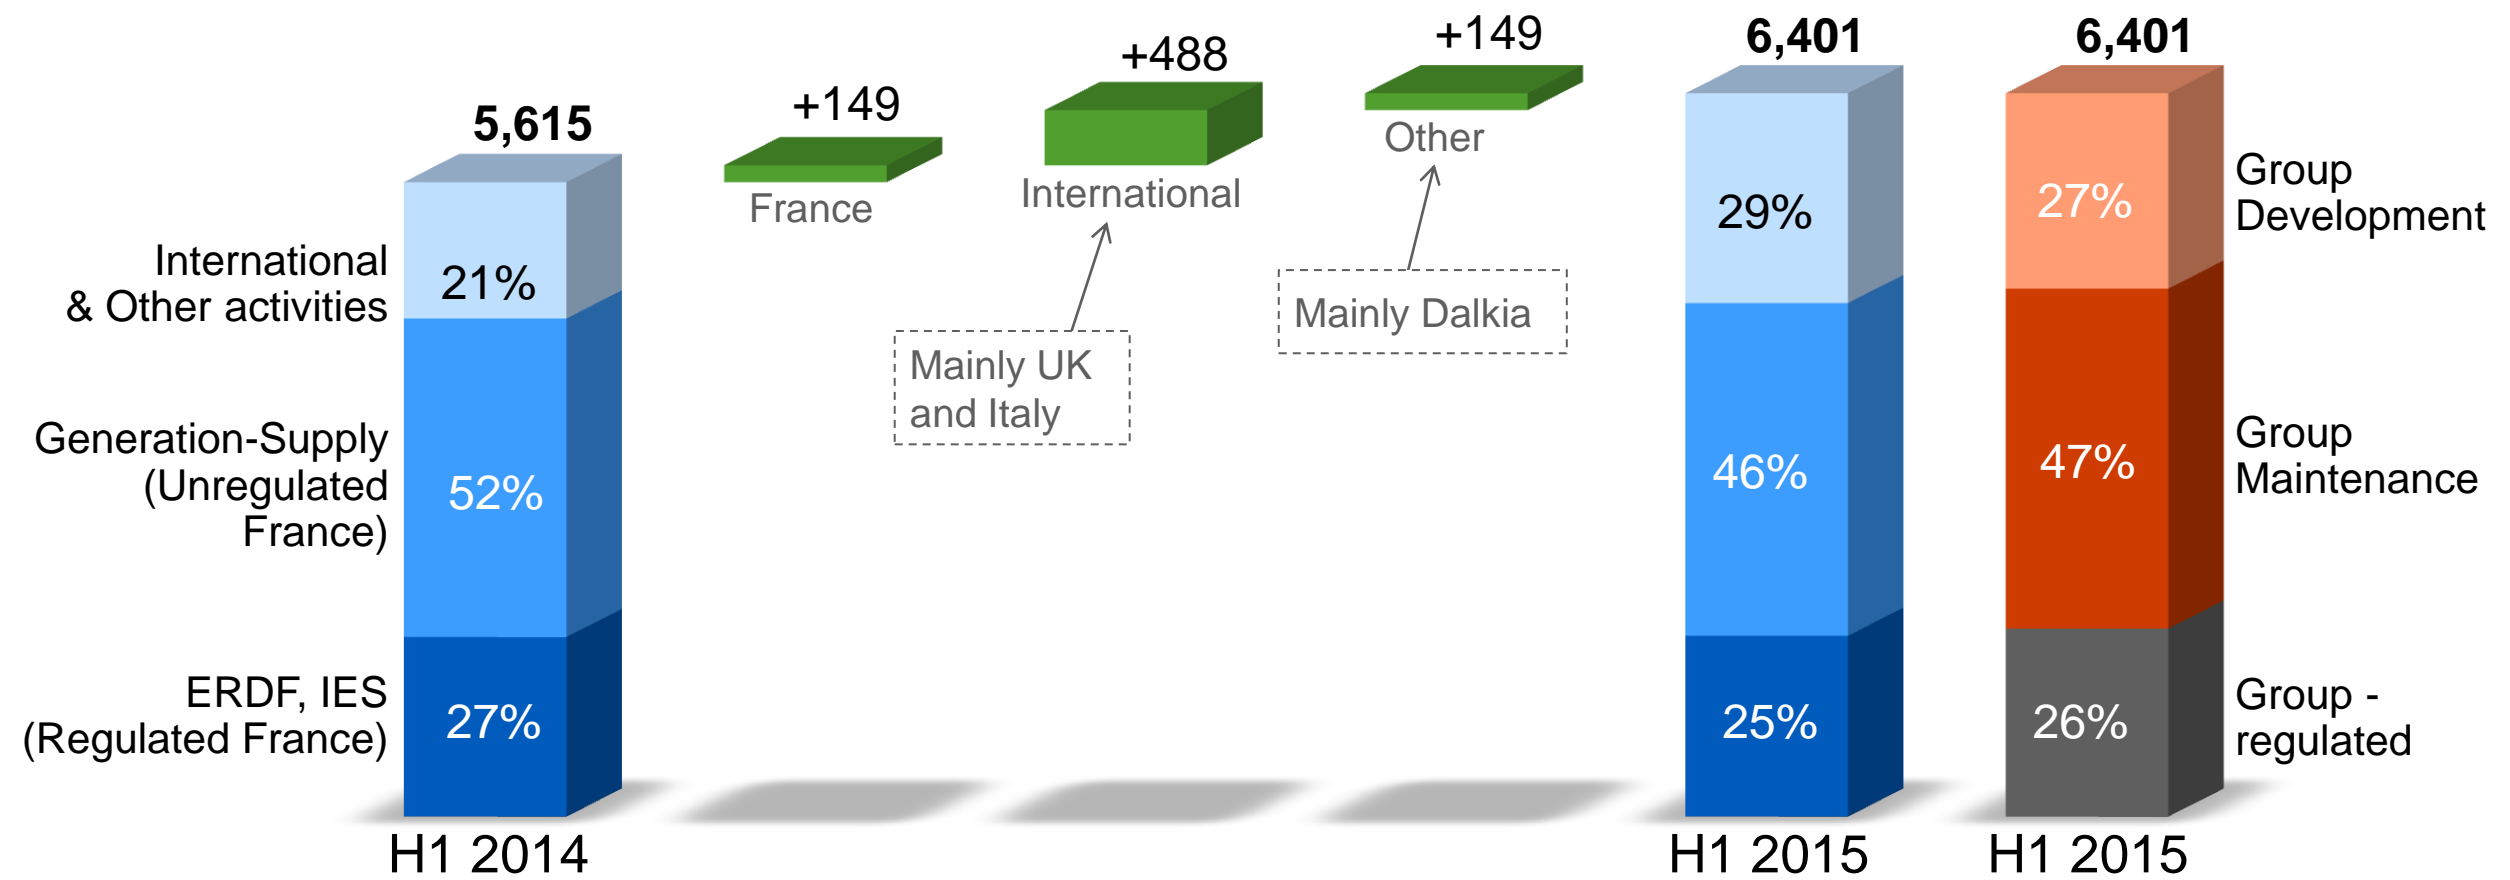 5,615
+149
+488
+149
6,401
6,401
France
International
Other
Mainly UK
and Italy
Mainly Dalkia
International
& Other activities
21%
Generation-Supply
(Unregulated
France)
52%
ERDF, IES
(Regulated France)
27%
29%
46%
25%
27%
47%
26%
Group
Development
Group
Maintenance
Group -
regulated
H1 2014
H1 2015
H1 2015